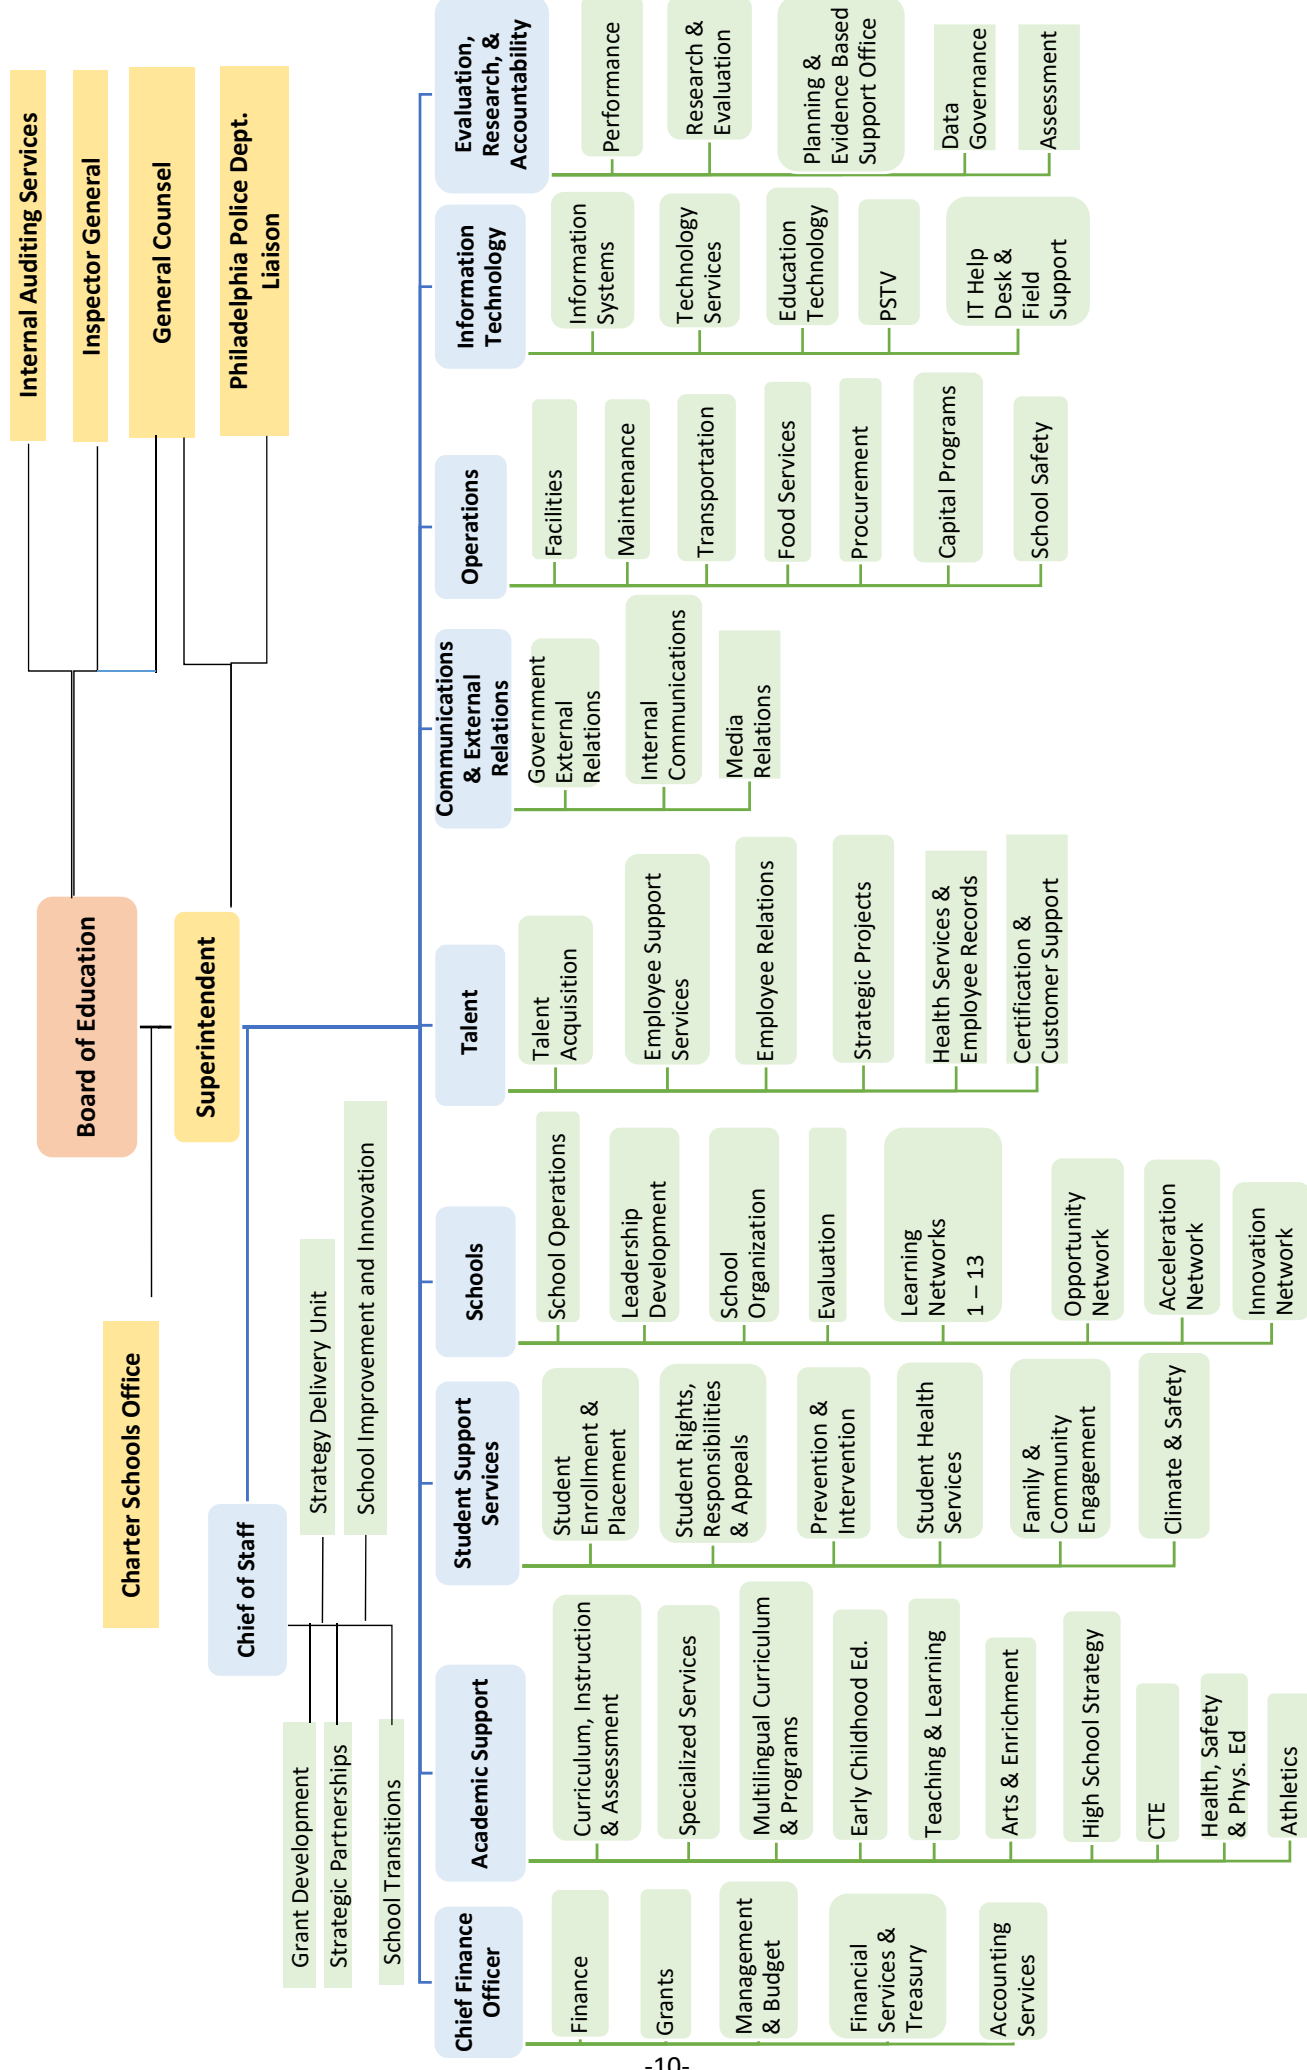 Board of Education
Superintendent
Charter Schools Office
Internal Auditing Services
Inspector General
General Counsel
Philadelphia Police Dept.
Liaison
Chief of Staff
Grant Development
Strategic Partnerships
School Transitions
Strategy Delivery Unit
School Improvement and Innovation
Chief Finance
Officer
Finance
Grants
Management
& Budget
Financial
Services &
Treasury
Accounting
Services
Academic Support
Curriculum, Instruction
& Assessment
Specialized Services
Multilingual Curriculum
& Programs
Early Childhood Ed.
Teaching & Learning
Arts & Enrichment
High School Strategy
CTE
Health, Safety
& Phys. Ed
Athletics
Student Support
Services
Student
Enrollment &
Placement
Student Rights,
Responsibilities
& Appeals
Prevention &
Intervention
Student Health
Services
Family &
Community
Engagement
Climate & Safety
Schools
School Operations
Leadership
Development
School
Organization
Evaluation
Learning
Networks
1 – 13
Opportunity
Network
Acceleration
Network
Innovation
Network
Talent
Talent
Acquisition
Employee Support
Services
Employee Relations
Strategic Projects
Health Services &
Employee Records
Certification &
Customer Support
Communications
& External
Relations
Government
External
Relations
Internal
Communications
Media
Relations
Operations
Facilities
Maintenance
Transportation
Food Services
Procurement
Capital Programs
School Safety
Information
Technology
Information
Systems
Technology
Services
Education
Technology
PSTV
IT Help
Desk &
Field
Support
Evaluation,
Research, &
Accountability
Performance
Research &
Evaluation
Planning &
Evidence Based
Support Office
Data
Governance
Assessment
-10-